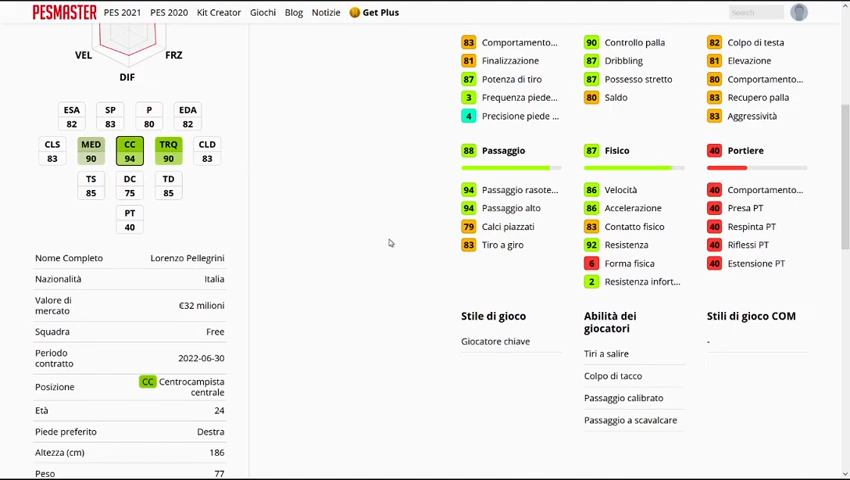 PESMASTER PES 2021 PES 2020 Kit Creator Giochi Blog Notizie Get Plus Search
VEL FRZ
DIF
ESA SP P EDA
82 83 80 82
CLS MED CC TRQ CLD
83 90 94 90 83
TS DC TD
85 75 85
PT
40
Nome Completo Lorenzo Pellegrini
Nazionalità Italia
Valore di mercato €32 milioni
Squadra Free
Periodo contratto 2022-06-30
Posizione CC Centrocampista centrale
Età 24
Piede preferito Destra
Altezza (cm) 186
Peso 77
83 Comportamento...
81 Finalizzazione
87 Potenza di tiro
3 Frequenza piede...
4 Precisione piede ...
90 Controllo palla
87 Dribbling
87 Possesso stretto
80 Saldo
82 Colpo di testa
81 Elevazione
80 Comportamento...
83 Recupero palla
83 Aggressività
88 Passaggio
94 Passaggio rasote...
94 Passaggio alto
79 Calci piazzati
83 Tiro a giro
87 Fisico
86 Velocità
86 Accelerazione
83 Contatto fisico
92 Resistenza
6 Forma fisica
2 Resistenza infort...
40 Portiere
40 Comportamento...
40 Presa PT
40 Respinta PT
40 Riflessi PT
40 Estensione PT
Stile di gioco
Giocatore chiave
Abilità dei
giocatori
Tiri a salire
Colpo di tacco
Passaggio calibrato
Passaggio a scavalcare
Stili di gioco COM
-